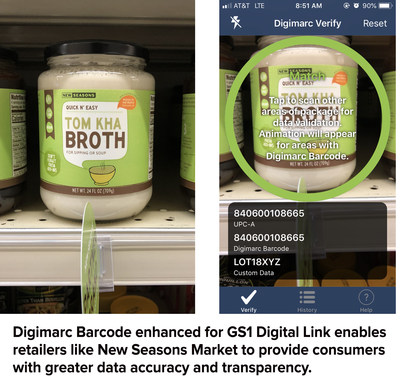 NEW SEASONS
QUICK N' EASY
TOM KHA
BROTH
FOR SIPPING OR SOUP
NET WT. 24 FL OZ (709g)
AT&T LTE 8:51 AM 90%
Digimarc Verify Reset
NEW SEASONS
Match
QUICK N' EASY
TOM KHA
Tap to scan other
areas of package for
data validation.
Animation will appear
for areas with
Digimarc Barcode.
840600108665
UPC-A
840600108665
Digimarc Barcode
LOT18XYZ
Custom Data
Verify History Help
Digimarc Barcode enhanced for GS1 Digital Link enables
retailers like New Seasons Market to provide consumers
with greater data accuracy and transparency.